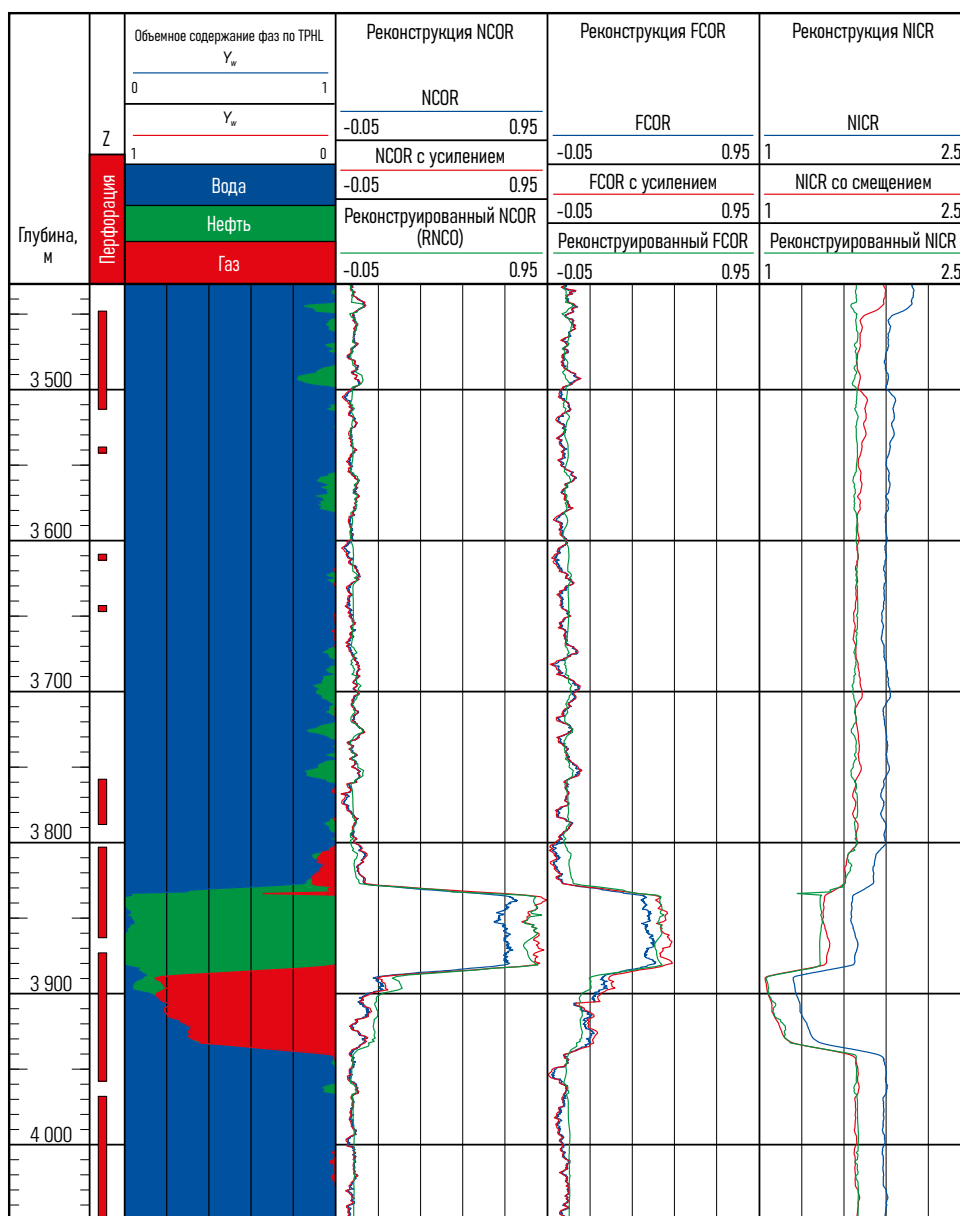 Глубина,
м
Z
Перфорация
Объемное содержание фаз по TPHL
Yw
0 1
Yw
1 0
Вода
Нефть
Газ
Реконструкция NCOR
NCOR
-0.05 0.95
NCOR с усилением
-0.05 0.95
Реконструированный NCOR
(RNCO)
-0.05 0.95
Реконструкция FCOR
FCOR
-0.05 0.95
FCOR с усилением
-0.05 0.95
Реконструированный FCOR
-0.05 0.95
Реконструкция NICR
NICR
1 2.5
NICR со смещением
1 2.5
Реконструированный NICR
1 2.5
3 500
3 600
3 700
3 800
3 900
4 000